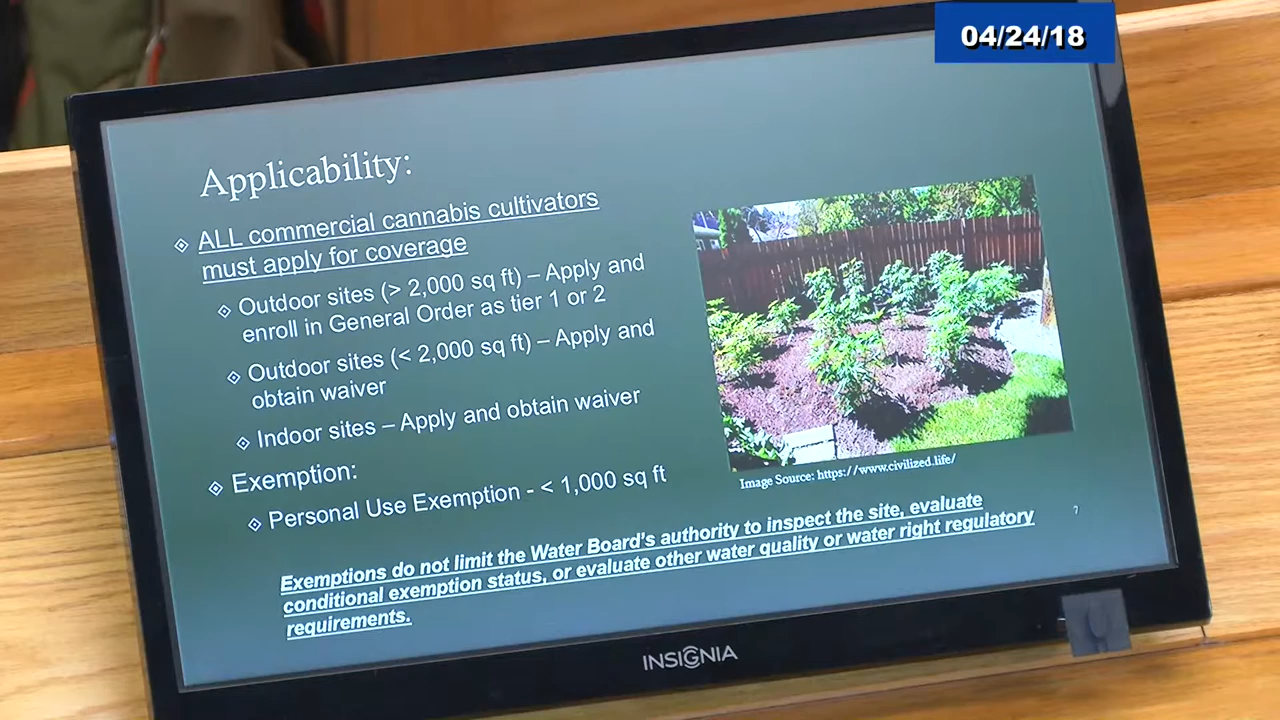 04/24/18
Applicability:
ALL commercial cannabis cultivators
must apply for coverage
Outdoor sites (> 2,000 sq ft) – Apply and
enroll in General Order as tier 1 or 2
Outdoor sites (< 2,000 sq ft) – Apply and
obtain waiver
Indoor sites – Apply and obtain waiver
Exemption:
Personal Use Exemption - < 1,000 sq ft
Image Source: https://www.civilized.life/
Exemptions do not limit the Water Board's authority to inspect the site, evaluate
conditional exemption status, or evaluate other water quality or water right regulatory
requirements.
7
INSIGNIA